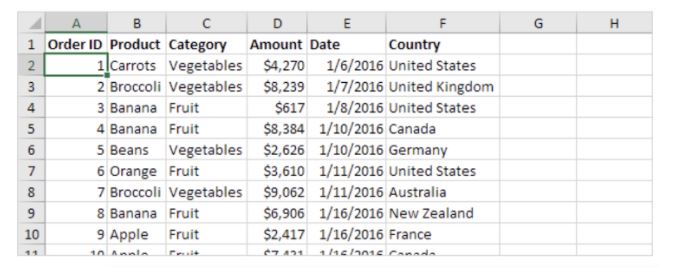 A B C D E F G H
1 Order ID Product Category Amount Date Country
2 1 Carrots Vegetables $4,270 1/6/2016 United States
3 2 Broccoli Vegetables $8,239 1/7/2016 United Kingdom
4 3 Banana Fruit $617 1/8/2016 United States
5 4 Banana Fruit $8,384 1/10/2016 Canada
6 5 Beans Vegetables $2,626 1/10/2016 Germany
7 6 Orange Fruit $3,610 1/11/2016 United States
8 7 Broccoli Vegetables $9,062 1/11/2016 Australia
9 8 Banana Fruit $6,906 1/16/2016 New Zealand
10 9 Apple Fruit $2,417 1/16/2016 France
11 10 Apple Fruit $7,431 1/16/2016 Canada